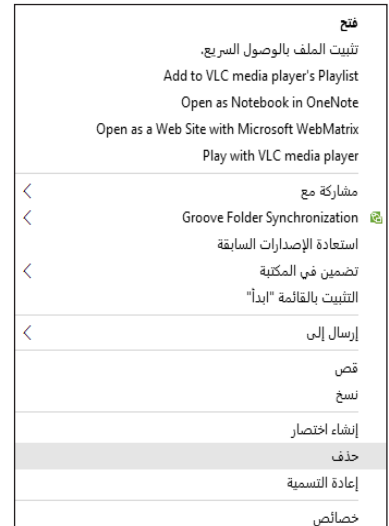 فتح
تثبيت الملف بالوصول السريع.
Add to VLC media player's Playlist
Open as Notebook in OneNote
Open as a Web Site with Microsoft WebMatrix
Play with VLC media player
مشاركة مع
Groove Folder Synchronization
استعادة الإصدارات السابقة
تضمين في المكتبة
التثبيت بالقائمة "ابدأ"
إرسال إلى
قص
نسخ
إنشاء اختصار
حذف
إعادة التسمية
خصائص